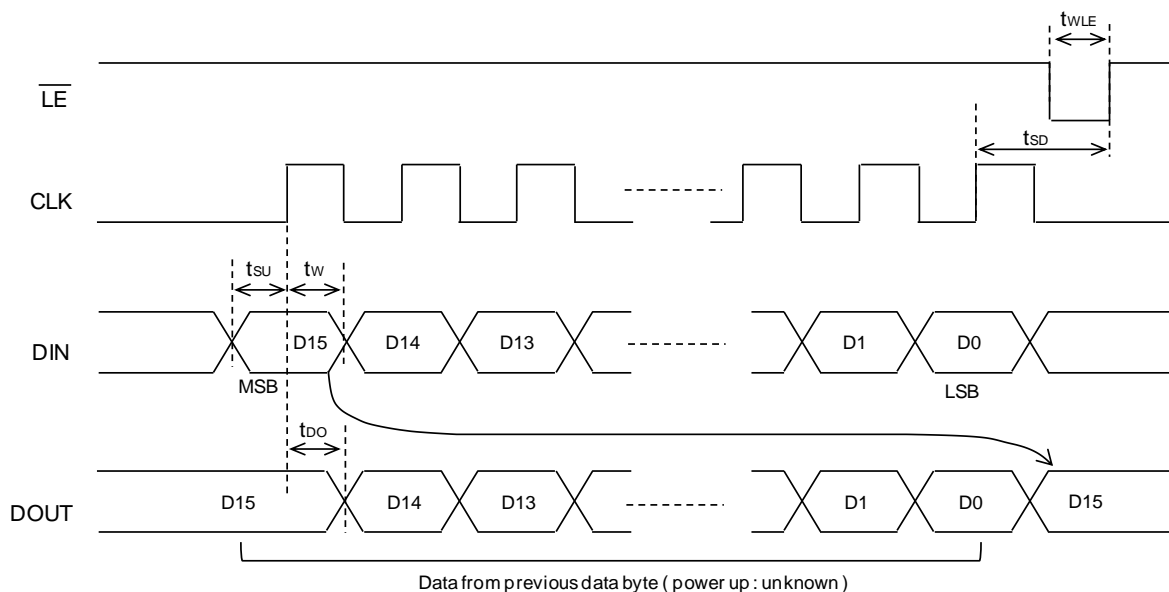 tWLE
LE
tSD
CLK
tSU tW
DIN D15 D14 D13 D1 D0
MSB LSB
tDO
DOUT D15 D14 D13 D1 D0 D15
Data from previous data byte ( power up : unknown )